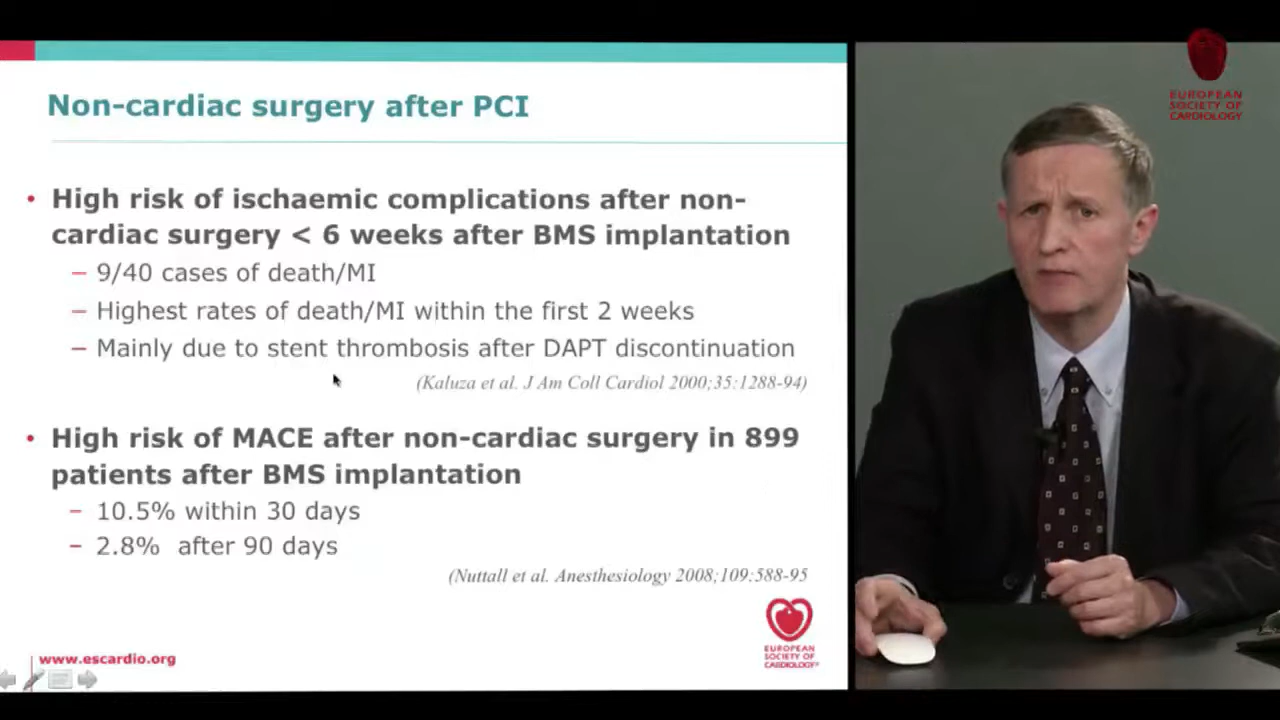 Non-cardiac surgery after PCI
• High risk of ischaemic complications after non-
cardiac surgery < 6 weeks after BMS implantation
– 9/40 cases of death/MI
– Highest rates of death/MI within the first 2 weeks
– Mainly due to stent thrombosis after DAPT discontinuation
(Kaluza et al. J Am Coll Cardiol 2000;35:1288-94)
• High risk of MACE after non-cardiac surgery in 899
patients after BMS implantation
– 10.5% within 30 days
– 2.8% after 90 days
(Nuttall et al. Anesthesiology 2008;109:588-95
EUROPEAN
SOCIETY OF
CARDIOLOGY®
www.escardio.org
EUROPEAN
SOCIETY OF
CARDIOLOGY